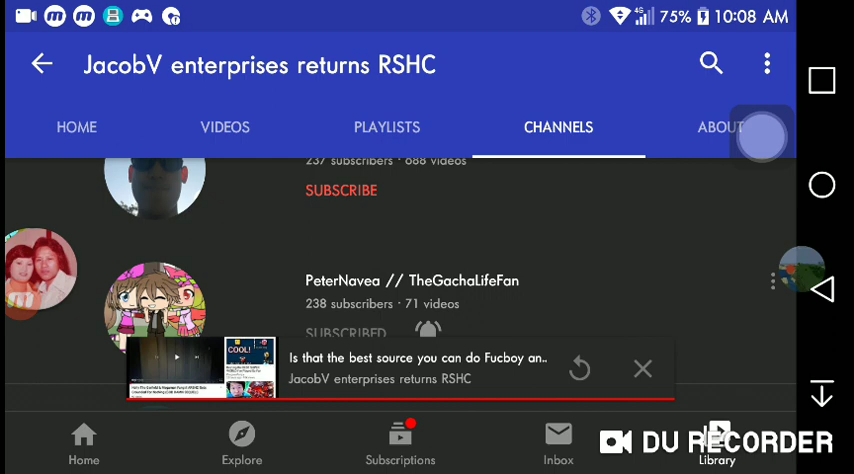 4G 75% 10:08 AM
JacobV enterprises returns RSHC
HOME VIDEOS PLAYLISTS CHANNELS ABOUT
237 subscribers · 688 videos
SUBSCRIBE
PeterNavea // TheGachaLifeFan
238 subscribers · 71 videos
SUBSCRIBED
COOL!
Is that the best source you can do Fucboy an..
JacobV enterprises returns RSHC
Home Explore Subscriptions Inbox Library
DU RECORDER